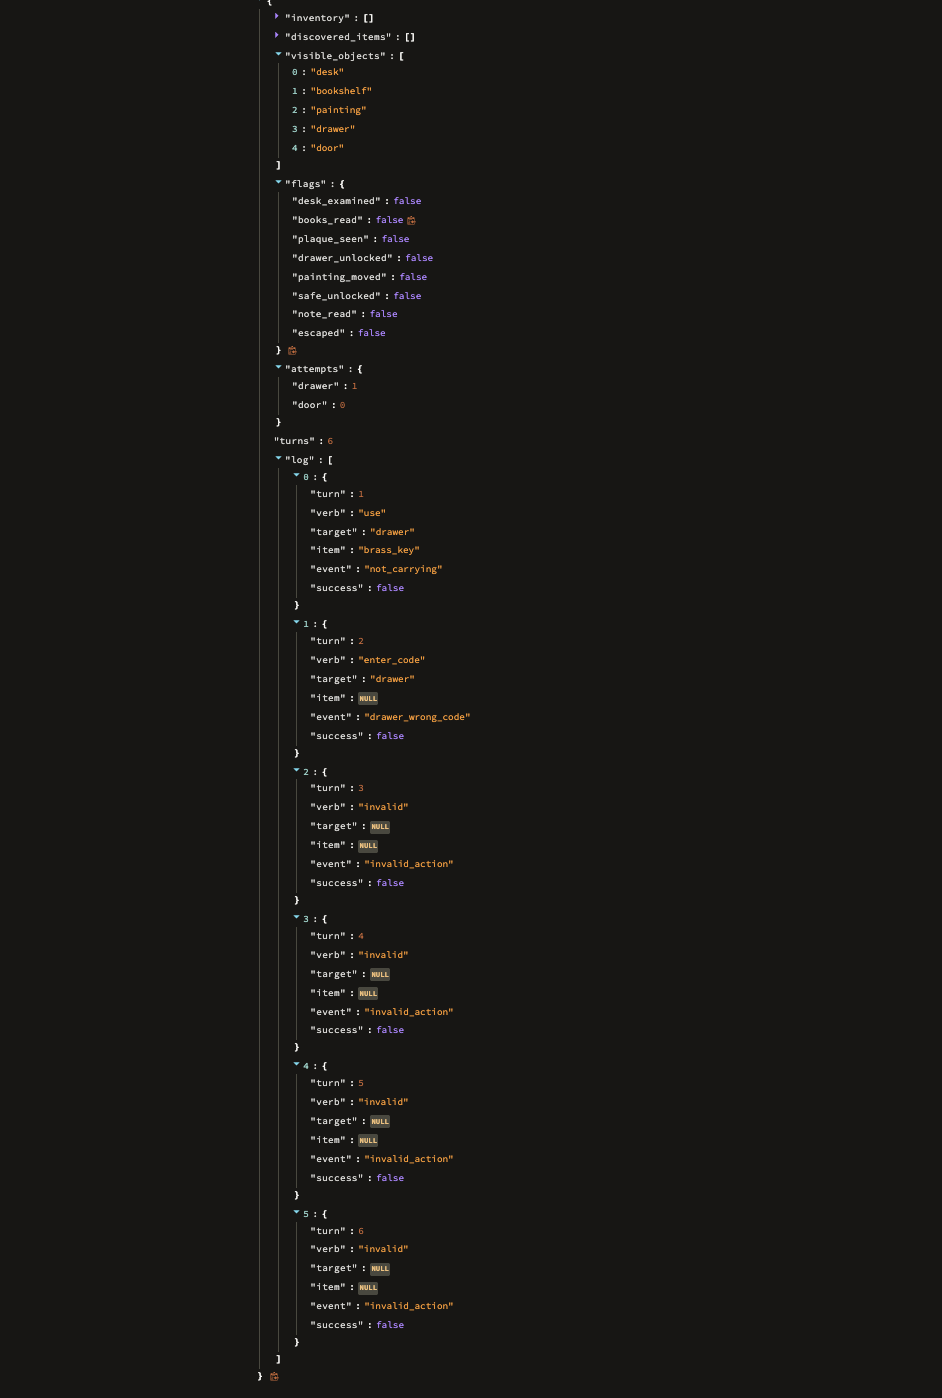 {
"inventory" : []
"discovered_items" : []
"visible_objects" : [
0 : "desk"
1 : "bookshelf"
2 : "painting"
3 : "drawer"
4 : "door"
]
"flags" : {
"desk_examined" : false
"books_read" : false
"plaque_seen" : false
"drawer_unlocked" : false
"painting_moved" : false
"safe_unlocked" : false
"note_read" : false
"escaped" : false
}
"attempts" : {
"drawer" : 1
"door" : 0
}
"turns" : 6
"log" : [
0 : {
"turn" : 1
"verb" : "use"
"target" : "drawer"
"item" : "brass_key"
"event" : "not_carrying"
"success" : false
}
1 : {
"turn" : 2
"verb" : "enter_code"
"target" : "drawer"
"item" : NULL
"event" : "drawer_wrong_code"
"success" : false
}
2 : {
"turn" : 3
"verb" : "invalid"
"target" : NULL
"item" : NULL
"event" : "invalid_action"
"success" : false
}
3 : {
"turn" : 4
"verb" : "invalid"
"target" : NULL
"item" : NULL
"event" : "invalid_action"
"success" : false
}
4 : {
"turn" : 5
"verb" : "invalid"
"target" : NULL
"item" : NULL
"event" : "invalid_action"
"success" : false
}
5 : {
"turn" : 6
"verb" : "invalid"
"target" : NULL
"item" : NULL
"event" : "invalid_action"
"success" : false
}
]
}